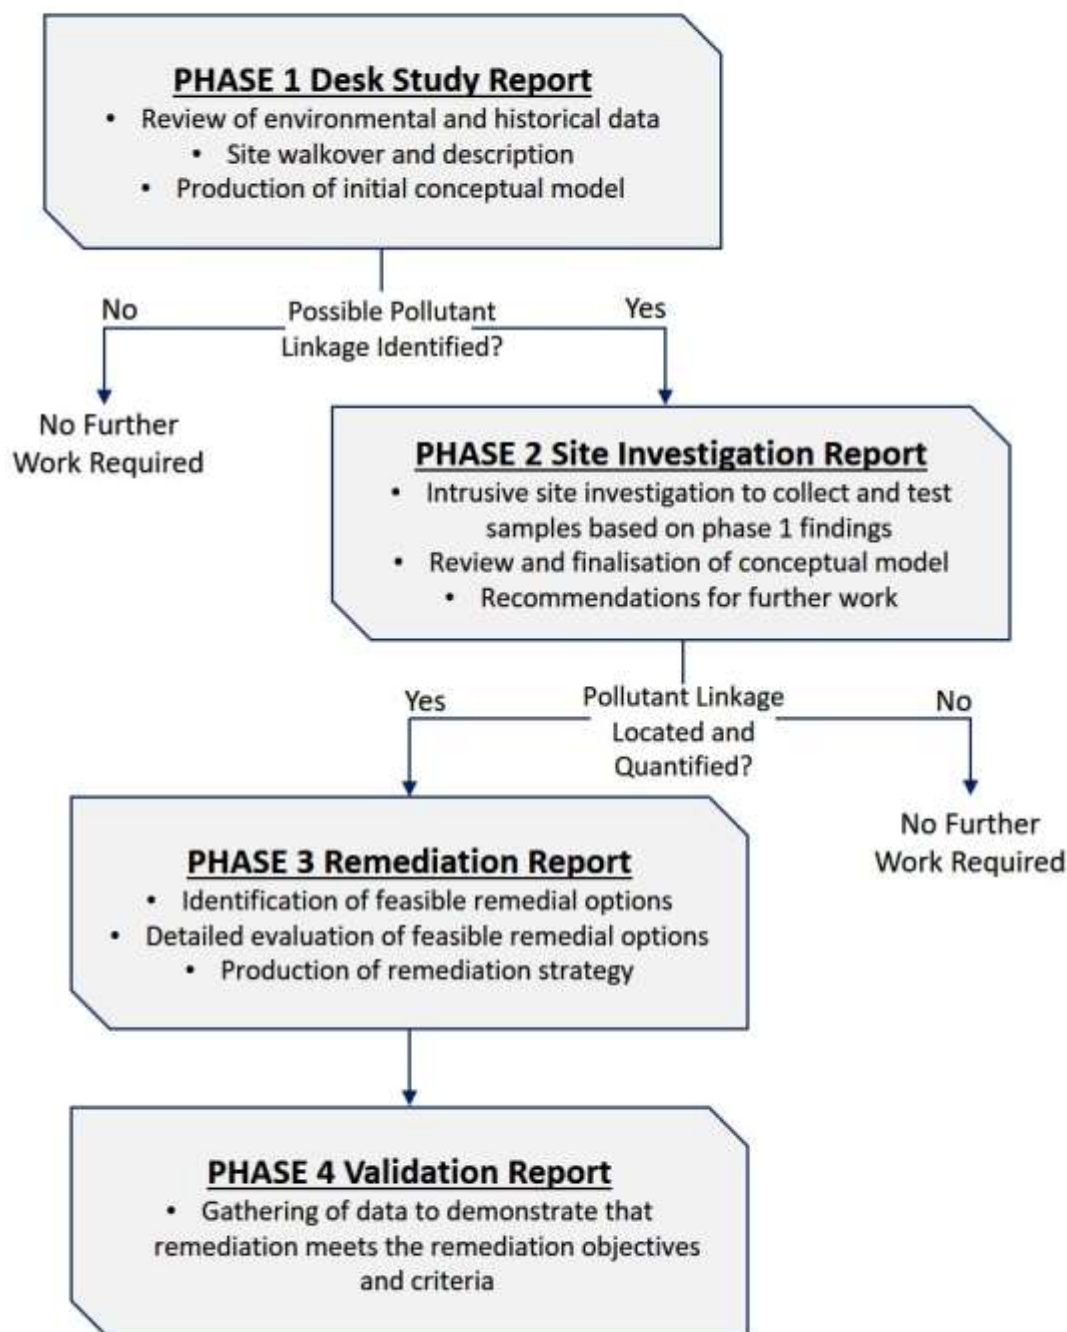 PHASE 1 Desk Study Report
• Review of environmental and historical data
• Site walkover and description
• Production of initial conceptual model
No
Possible Pollutant
Linkage Identified?
Yes
No Further
Work Required
PHASE 2 Site Investigation Report
• Intrusive site investigation to collect and test
samples based on phase 1 findings
• Review and finalisation of conceptual model
• Recommendations for further work
Yes
Pollutant Linkage
Located and
Quantified?
No
No Further
Work Required
PHASE 3 Remediation Report
• Identification of feasible remedial options
• Detailed evaluation of feasible remedial options
• Production of remediation strategy
PHASE 4 Validation Report
• Gathering of data to demonstrate that
remediation meets the remediation objectives
and criteria